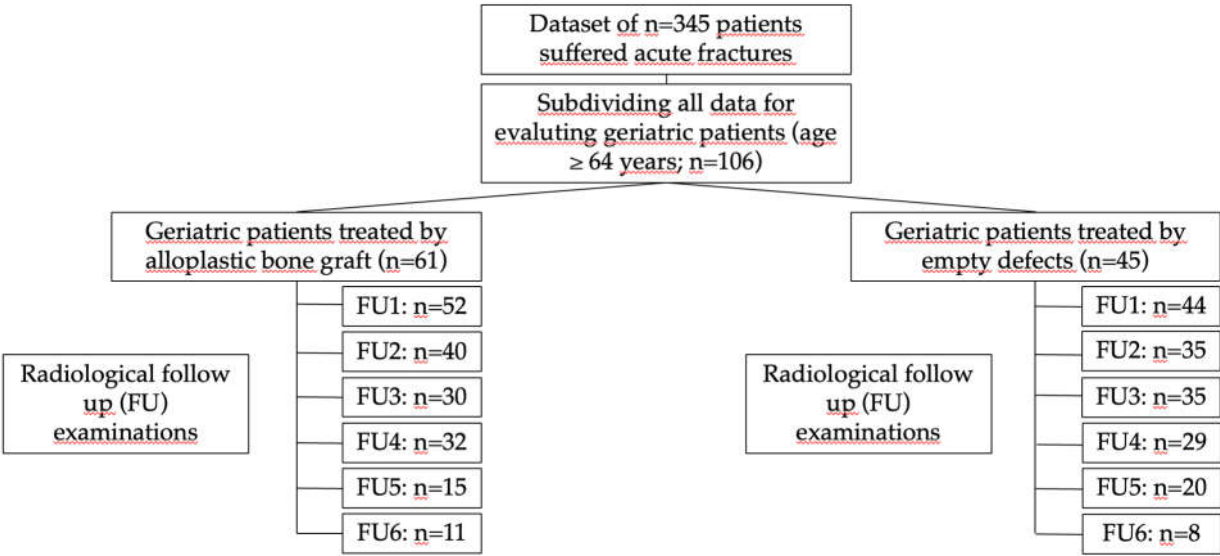 Dataset of n=345 patients
suffered acute fractures
Subdividing all data for
evaluting geriatric patients (age
≥ 64 years; n=106)
Geriatric patients treated by
alloplastic bone graft (n=61)
FU1: n=52
FU2: n=40
FU3: n=30
FU4: n=32
FU5: n=15
FU6: n=11
Radiological follow
up (FU)
examinations
Geriatric patients treated by
empty defects (n=45)
FU1: n=44
FU2: n=35
FU3: n=35
FU4: n=29
FU5: n=20
FU6: n=8
Radiological follow
up (FU)
examinations